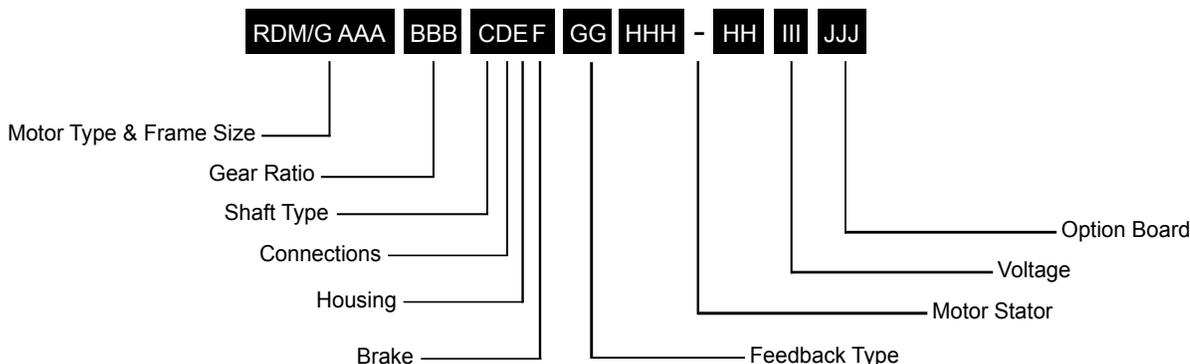 RDM/G AAA BBB CDE F GG HHH - HH III JJJ
Motor Type & Frame Size
Gear Ratio
Shaft Type
Option Board
Connections
Voltage
Housing
Motor Stator
Brake
Feedback Type